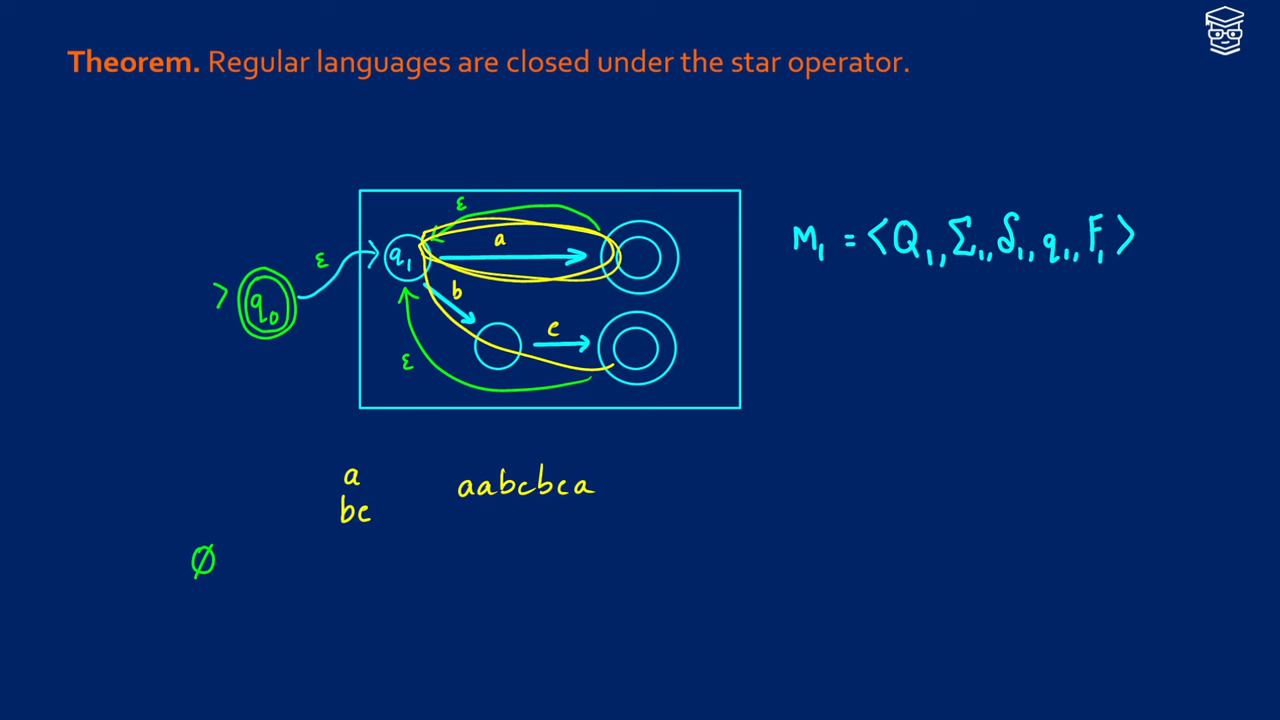 Theorem. Regular languages are closed under the star operator.
ε
a
M₁ = <Q₁, Σ₁, δ₁, q₁, F₁>
ε
q₁
b
> q₀
c
ε
a
aabcbca
bc
Ø